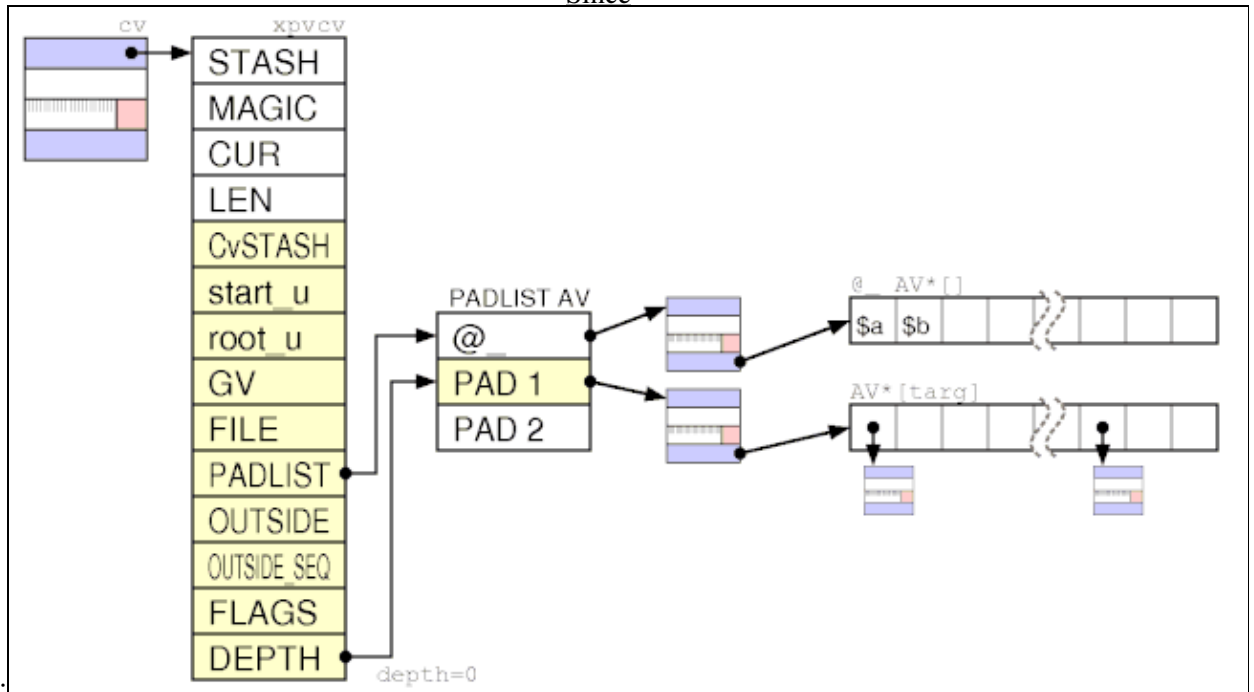 Since
cv
xpvcv
STASH
MAGIC
CUR
LEN
CvSTASH
start_u
root_u
GV
FILE
PADLIST
OUTSIDE
OUTSIDE_SEQ
FLAGS
DEPTH
depth=0
PADLIST AV
@_
PAD 1
PAD 2
@_ AV*[]
$a $b
AV*[targ]
.